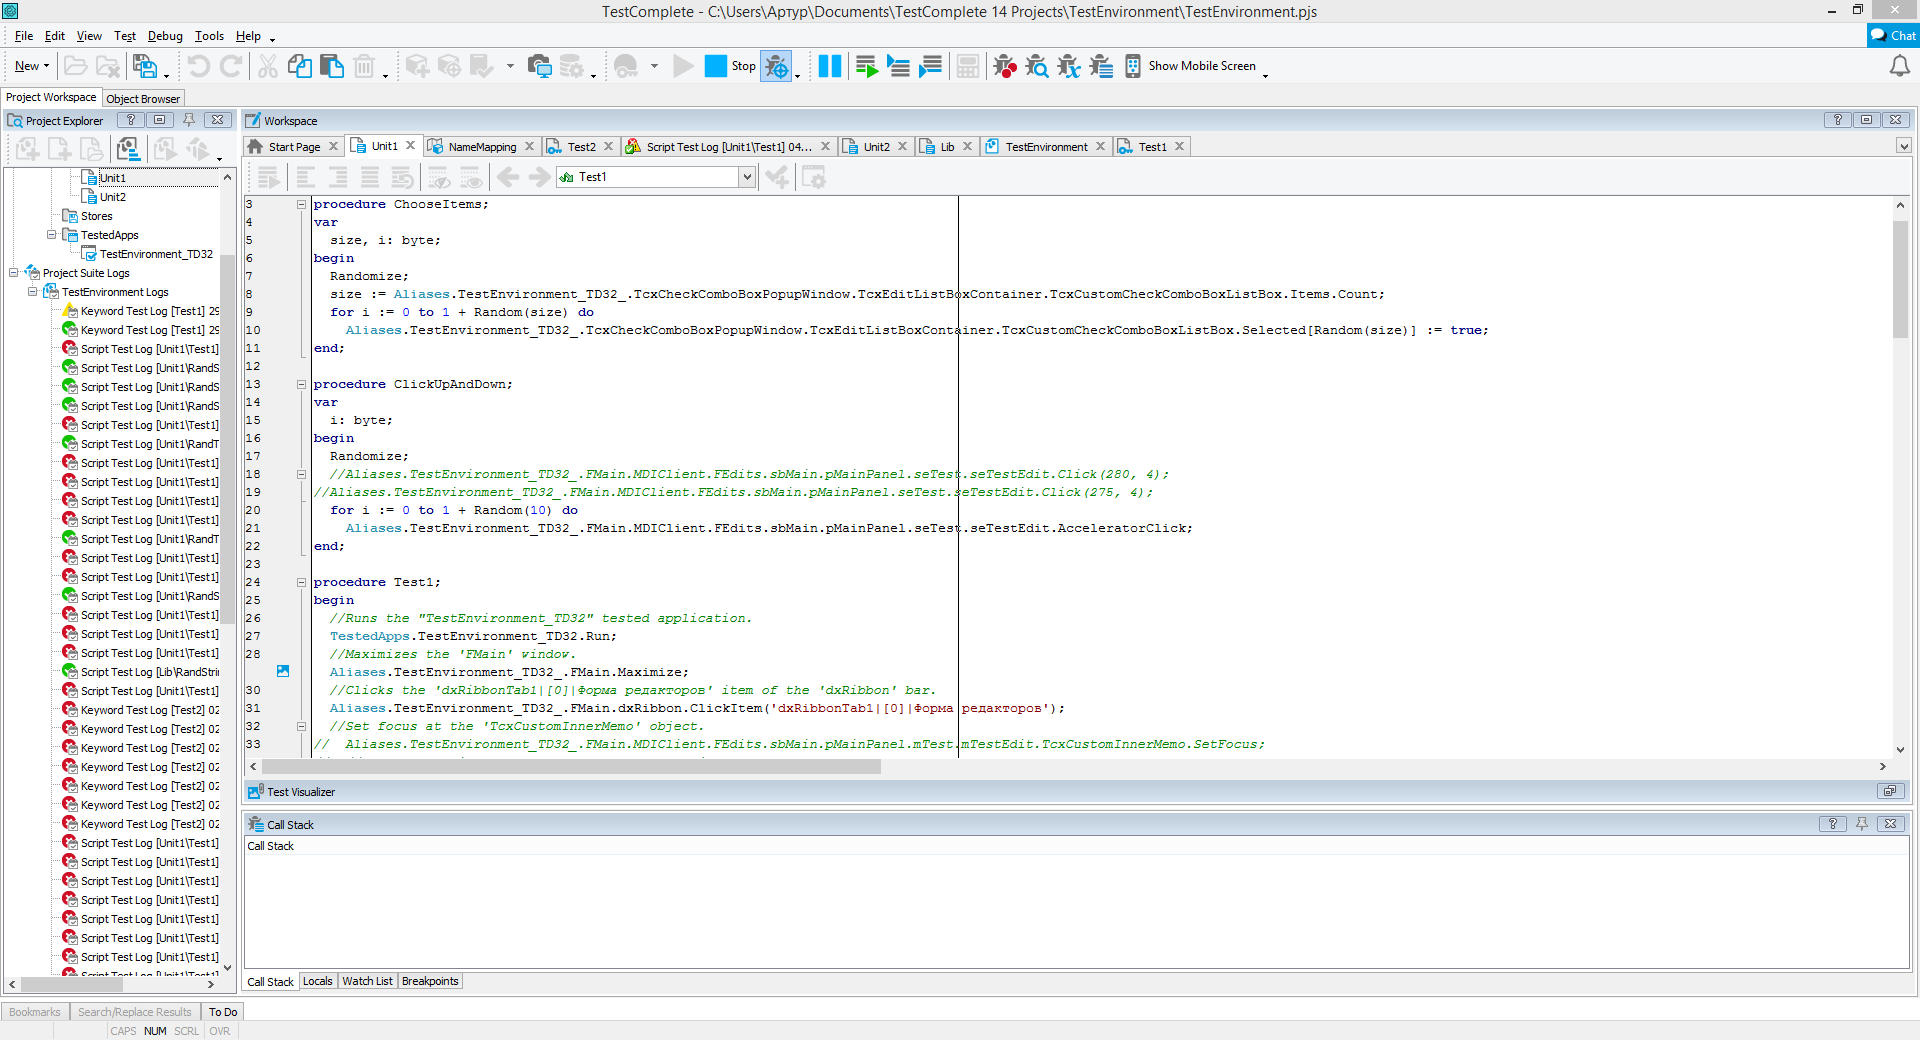 TestComplete - C:\Users\Артур\Documents\TestComplete 14 Projects\TestEnvironment\TestEnvironment.pjs
File Edit View Test Debug Tools Help
Chat
New Stop Show Mobile Screen
Project Workspace Object Browser
Project Explorer
Workspace
Start Page Unit1 NameMapping Test2 Script Test Log [Unit1\Test1] 04... Unit2 Lib TestEnvironment Test1
Test1
Unit1
Unit2
Stores
TestedApps
TestEnvironment_TD32
Project Suite Logs
TestEnvironment Logs
Keyword Test Log [Test1] 29
Keyword Test Log [Test1] 29
Script Test Log [Unit1\Test1]
Script Test Log [Unit1\RandS
Script Test Log [Unit1\RandS
Script Test Log [Unit1\RandS
Script Test Log [Unit1\Test1]
Script Test Log [Unit1\RandT
Script Test Log [Unit1\Test1]
Script Test Log [Unit1\Test1]
Script Test Log [Unit1\Test1]
Script Test Log [Unit1\Test1]
Script Test Log [Unit1\RandT
Script Test Log [Unit1\Test1]
Script Test Log [Unit1\Test1]
Script Test Log [Unit1\RandS
Script Test Log [Unit1\Test1]
Script Test Log [Unit1\Test1]
Script Test Log [Unit1\Test1]
Script Test Log [Lib\RandStri
Script Test Log [Unit1\Test1]
Keyword Test Log [Test2] 02
Keyword Test Log [Test2] 02
Keyword Test Log [Test2] 02
Keyword Test Log [Test2] 02
Keyword Test Log [Test2] 02
Keyword Test Log [Test2] 02
Keyword Test Log [Test2] 02
Script Test Log [Unit1\Test1]
Script Test Log [Unit1\Test1]
Script Test Log [Unit1\Test1]
Script Test Log [Unit1\Test1]
Script Test Log [Unit1\Test1]
Script Test Log [Unit1\Test1]
Script Test Log [Unit1\Test1]
Script Test Log [Unit1\Test1]
3 procedure ChooseItems;
4 var
5 size, i: byte;
6 begin
7 Randomize;
8 size := Aliases.TestEnvironment_TD32_.TcxCheckComboBoxPopupWindow.TcxEditListBoxContainer.TcxCustomCheckComboBoxListBox.Items.Count;
9 for i := 0 to 1 + Random(size) do
10 Aliases.TestEnvironment_TD32_.TcxCheckComboBoxPopupWindow.TcxEditListBoxContainer.TcxCustomCheckComboBoxListBox.Selected[Random(size)] := true;
11 end;
12
13 procedure ClickUpAndDown;
14 var
15 i: byte;
16 begin
17 Randomize;
18 //Aliases.TestEnvironment_TD32_.FMain.MDIClient.FEdits.sbMain.pMainPanel.seTest.seTestEdit.Click(280, 4);
19 //Aliases.TestEnvironment_TD32_.FMain.MDIClient.FEdits.sbMain.pMainPanel.seTest.seTestEdit.Click(275, 4);
20 for i := 0 to 1 + Random(10) do
21 Aliases.TestEnvironment_TD32_.FMain.MDIClient.FEdits.sbMain.pMainPanel.seTest.seTestEdit.AcceleratorClick;
22 end;
23
24 procedure Test1;
25 begin
26 //Runs the "TestEnvironment_TD32" tested application.
27 TestedApps.TestEnvironment_TD32.Run;
28 //Maximizes the 'FMain' window.
Aliases.TestEnvironment_TD32_.FMain.Maximize;
30 //Clicks the 'dxRibbonTab1|[0]|Форма редакторов' item of the 'dxRibbon' bar.
31 Aliases.TestEnvironment_TD32_.FMain.dxRibbon.ClickItem('dxRibbonTab1|[0]|Форма редакторов');
32 //Set focus at the 'TcxCustomInnerMemo' object.
33 // Aliases.TestEnvironment_TD32_.FMain.MDIClient.FEdits.sbMain.pMainPanel.mTest.mTestEdit.TcxCustomInnerMemo.SetFocus;
Test Visualizer
Call Stack
Call Stack
Call Stack Locals Watch List Breakpoints
Bookmarks Search/Replace Results To Do
CAPS NUM SCRL OVR